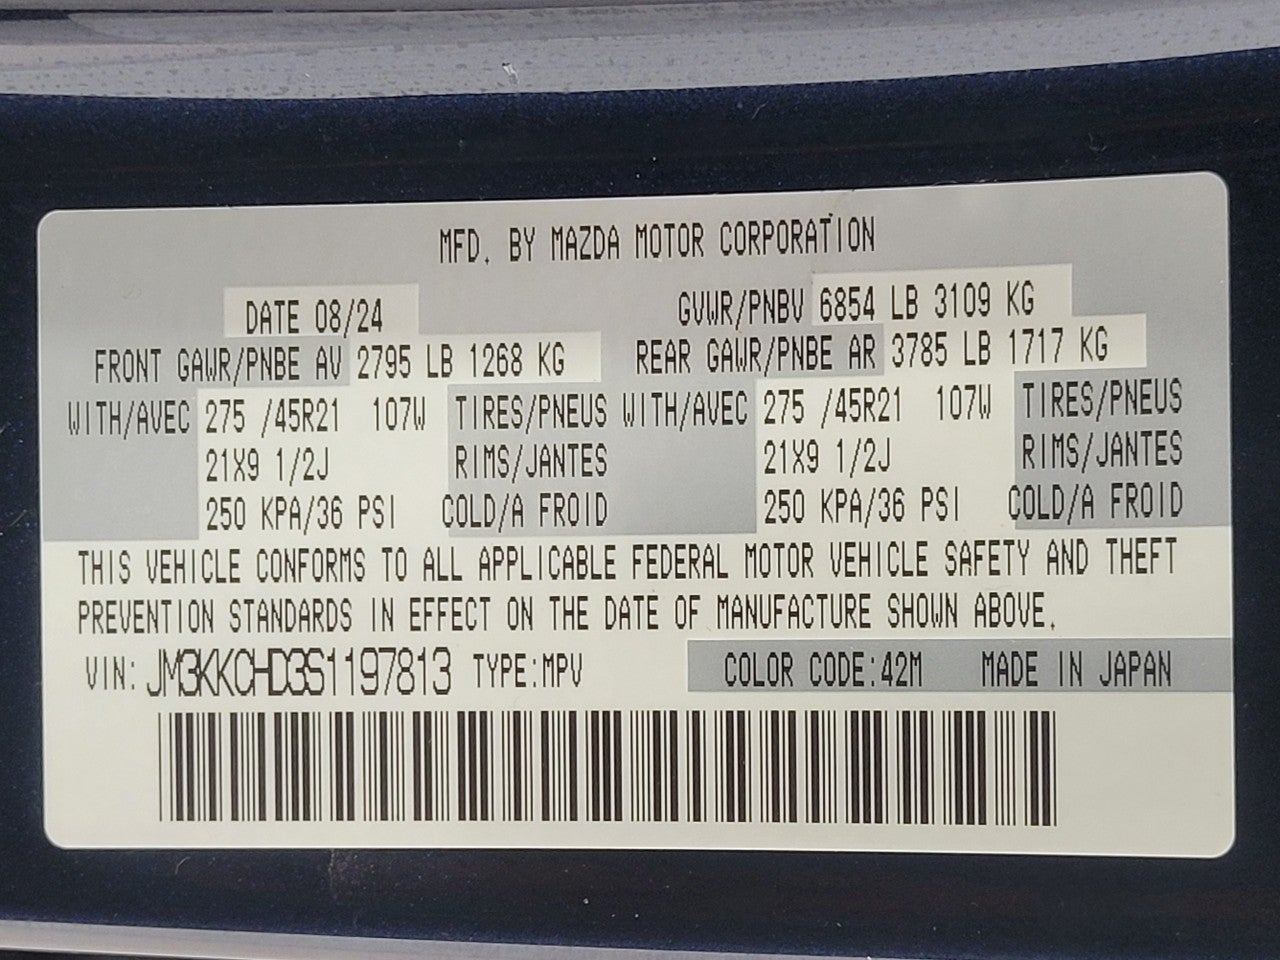 MFD. BY MAZDA MOTOR CORPORATION
DATE 08/24 GVWR/PNBV 6854 LB 3109 KG
FRONT GAWR/PNBE AV 2795 LB 1268 KG REAR GAWR/PNBE AR 3785 LB 1717 KG
WITH/AVEC 275 /45R21 107W TIRES/PNEUS WITH/AVEC 275 /45R21 107W TIRES/PNEUS
21X9 1/2J RIMS/JANTES 21X9 1/2J RIMS/JANTES
250 KPA/36 PSI COLD/A FROID 250 KPA/36 PSI COLD/A FROID
THIS VEHICLE CONFORMS TO ALL APPLICABLE FEDERAL MOTOR VEHICLE SAFETY AND THEFT
PREVENTION STANDARDS IN EFFECT ON THE DATE OF MANUFACTURE SHOWN ABOVE.
VIN: JM3KKCHD3S1197813 TYPE:MPV COLOR CODE:42M MADE IN JAPAN